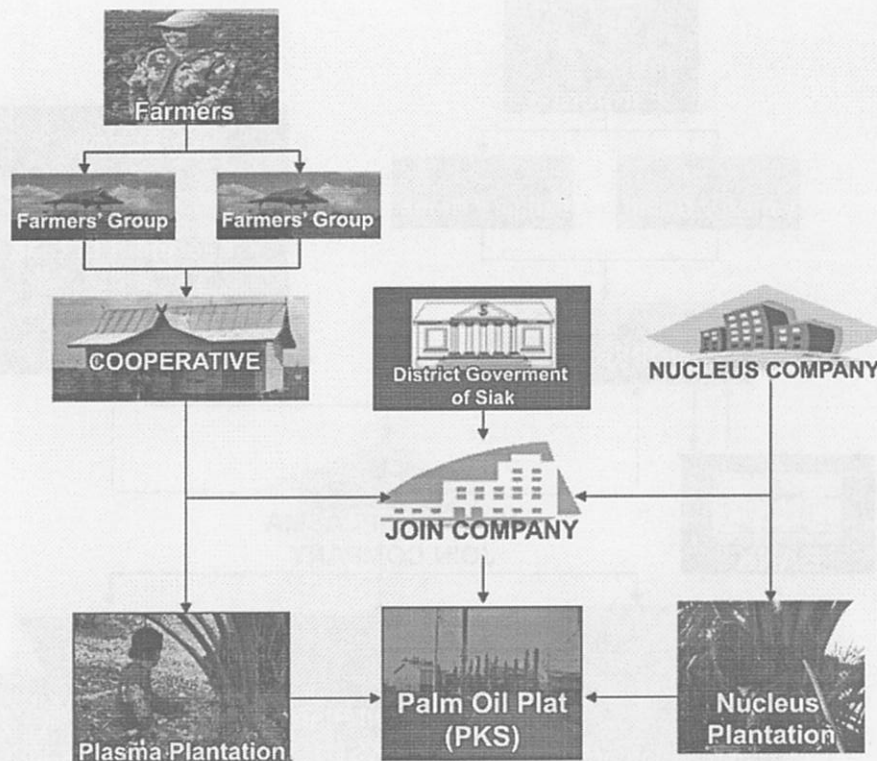 Farmers
Farmers' Group
Farmers' Group
COOPERATIVE
District Goverment
of Siak
NUCLEUS COMPANY
JOIN COMPANY
Plasma Plantation
Palm Oil Plat
(PKS)
Nucleus
Plantation